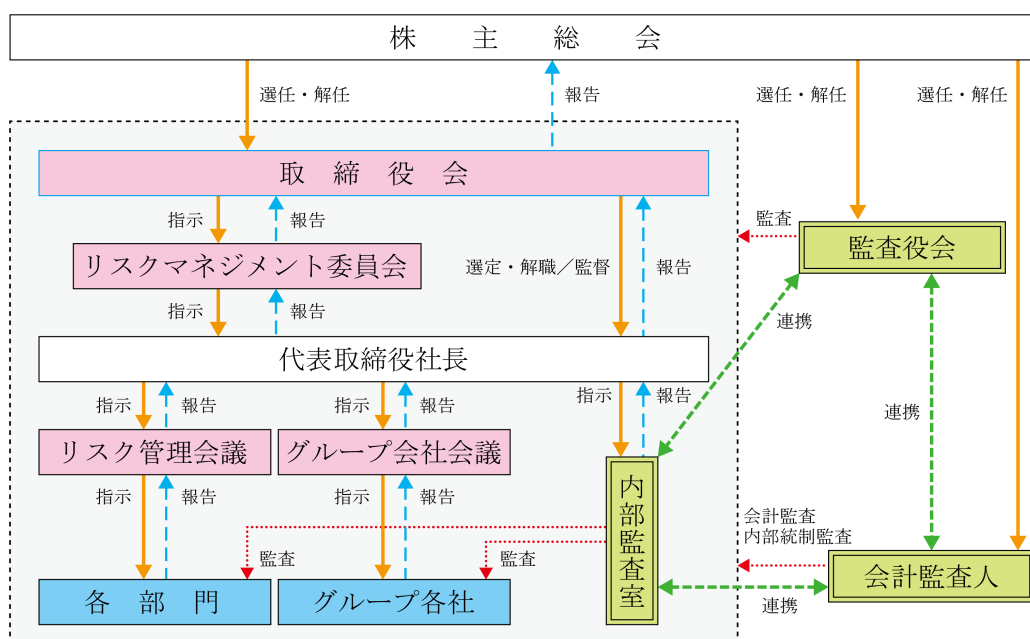 株主総会
選任・解任
報告
選任・解任
選任・解任
取締役会
指示
報告
監査
監査役会
リスクマネジメント委員会
選定・解職／監督
報告
指示
報告
連携
代表取締役社長
指示
報告
指示
報告
指示
報告
連携
リスク管理会議
グループ会社会議
内部監査室
指示
報告
指示
報告
会計監査
内部統制監査
監査
監査
会計監査人
各部門
グループ各社
連携